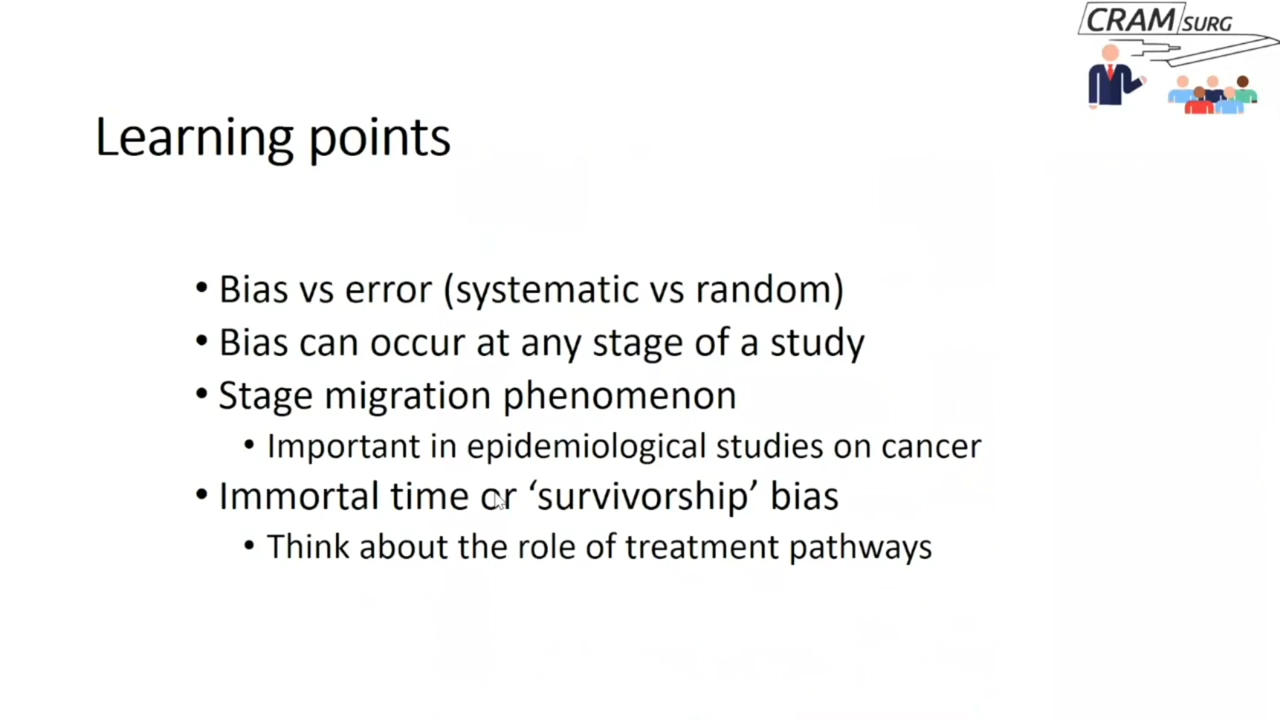 CRAM SURG
Learning points
• Bias vs error (systematic vs random)
• Bias can occur at any stage of a study
• Stage migration phenomenon
• Important in epidemiological studies on cancer
• Immortal time or ‘survivorship’ bias
• Think about the role of treatment pathways